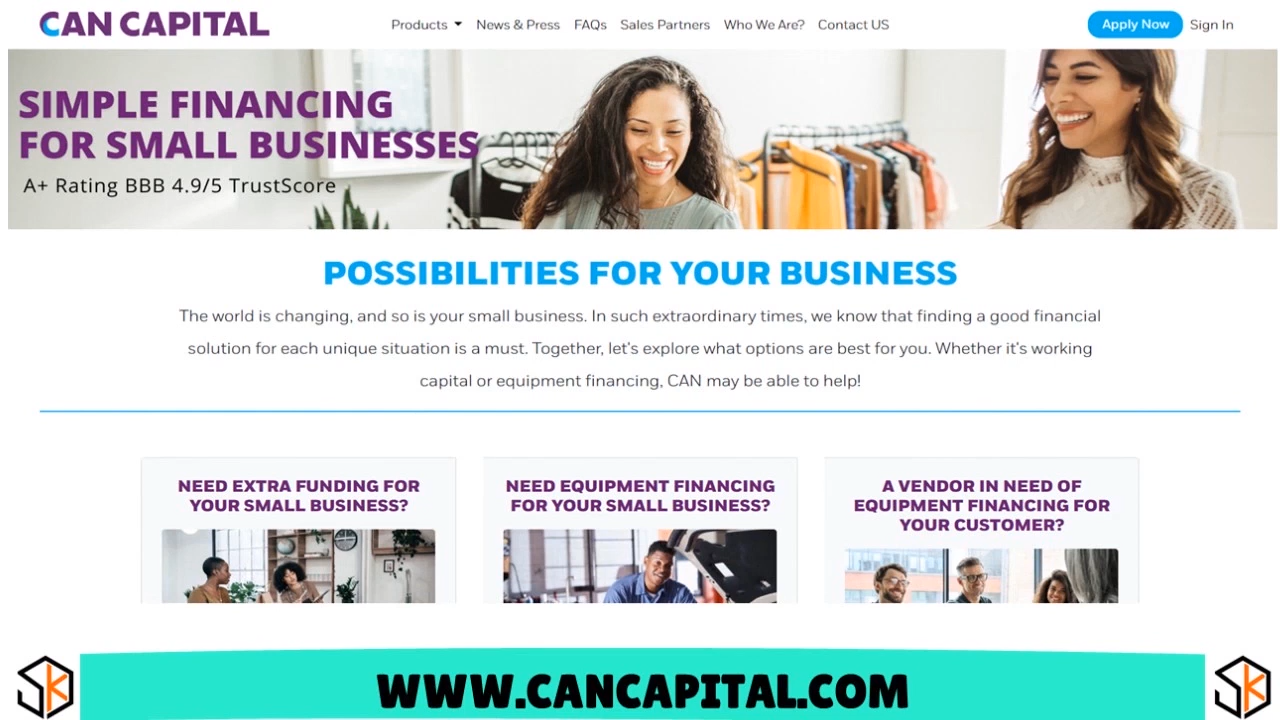 CAN CAPITAL
Products
News & Press
FAQs
Sales Partners
Who We Are?
Contact US
Apply Now
Sign In
SIMPLE FINANCING
FOR SMALL BUSINESSES
A+ Rating BBB 4.9/5 TrustScore
POSSIBILITIES FOR YOUR BUSINESS
The world is changing, and so is your small business. In such extraordinary times, we know that finding a good financial
solution for each unique situation is a must. Together, let's explore what options are best for you. Whether it's working
capital or equipment financing, CAN may be able to help!
NEED EXTRA FUNDING FOR
YOUR SMALL BUSINESS?
NEED EQUIPMENT FINANCING
FOR YOUR SMALL BUSINESS?
A VENDOR IN NEED OF
EQUIPMENT FINANCING FOR
YOUR CUSTOMER?
SK
WWW.CANCAPITAL.COM
SK